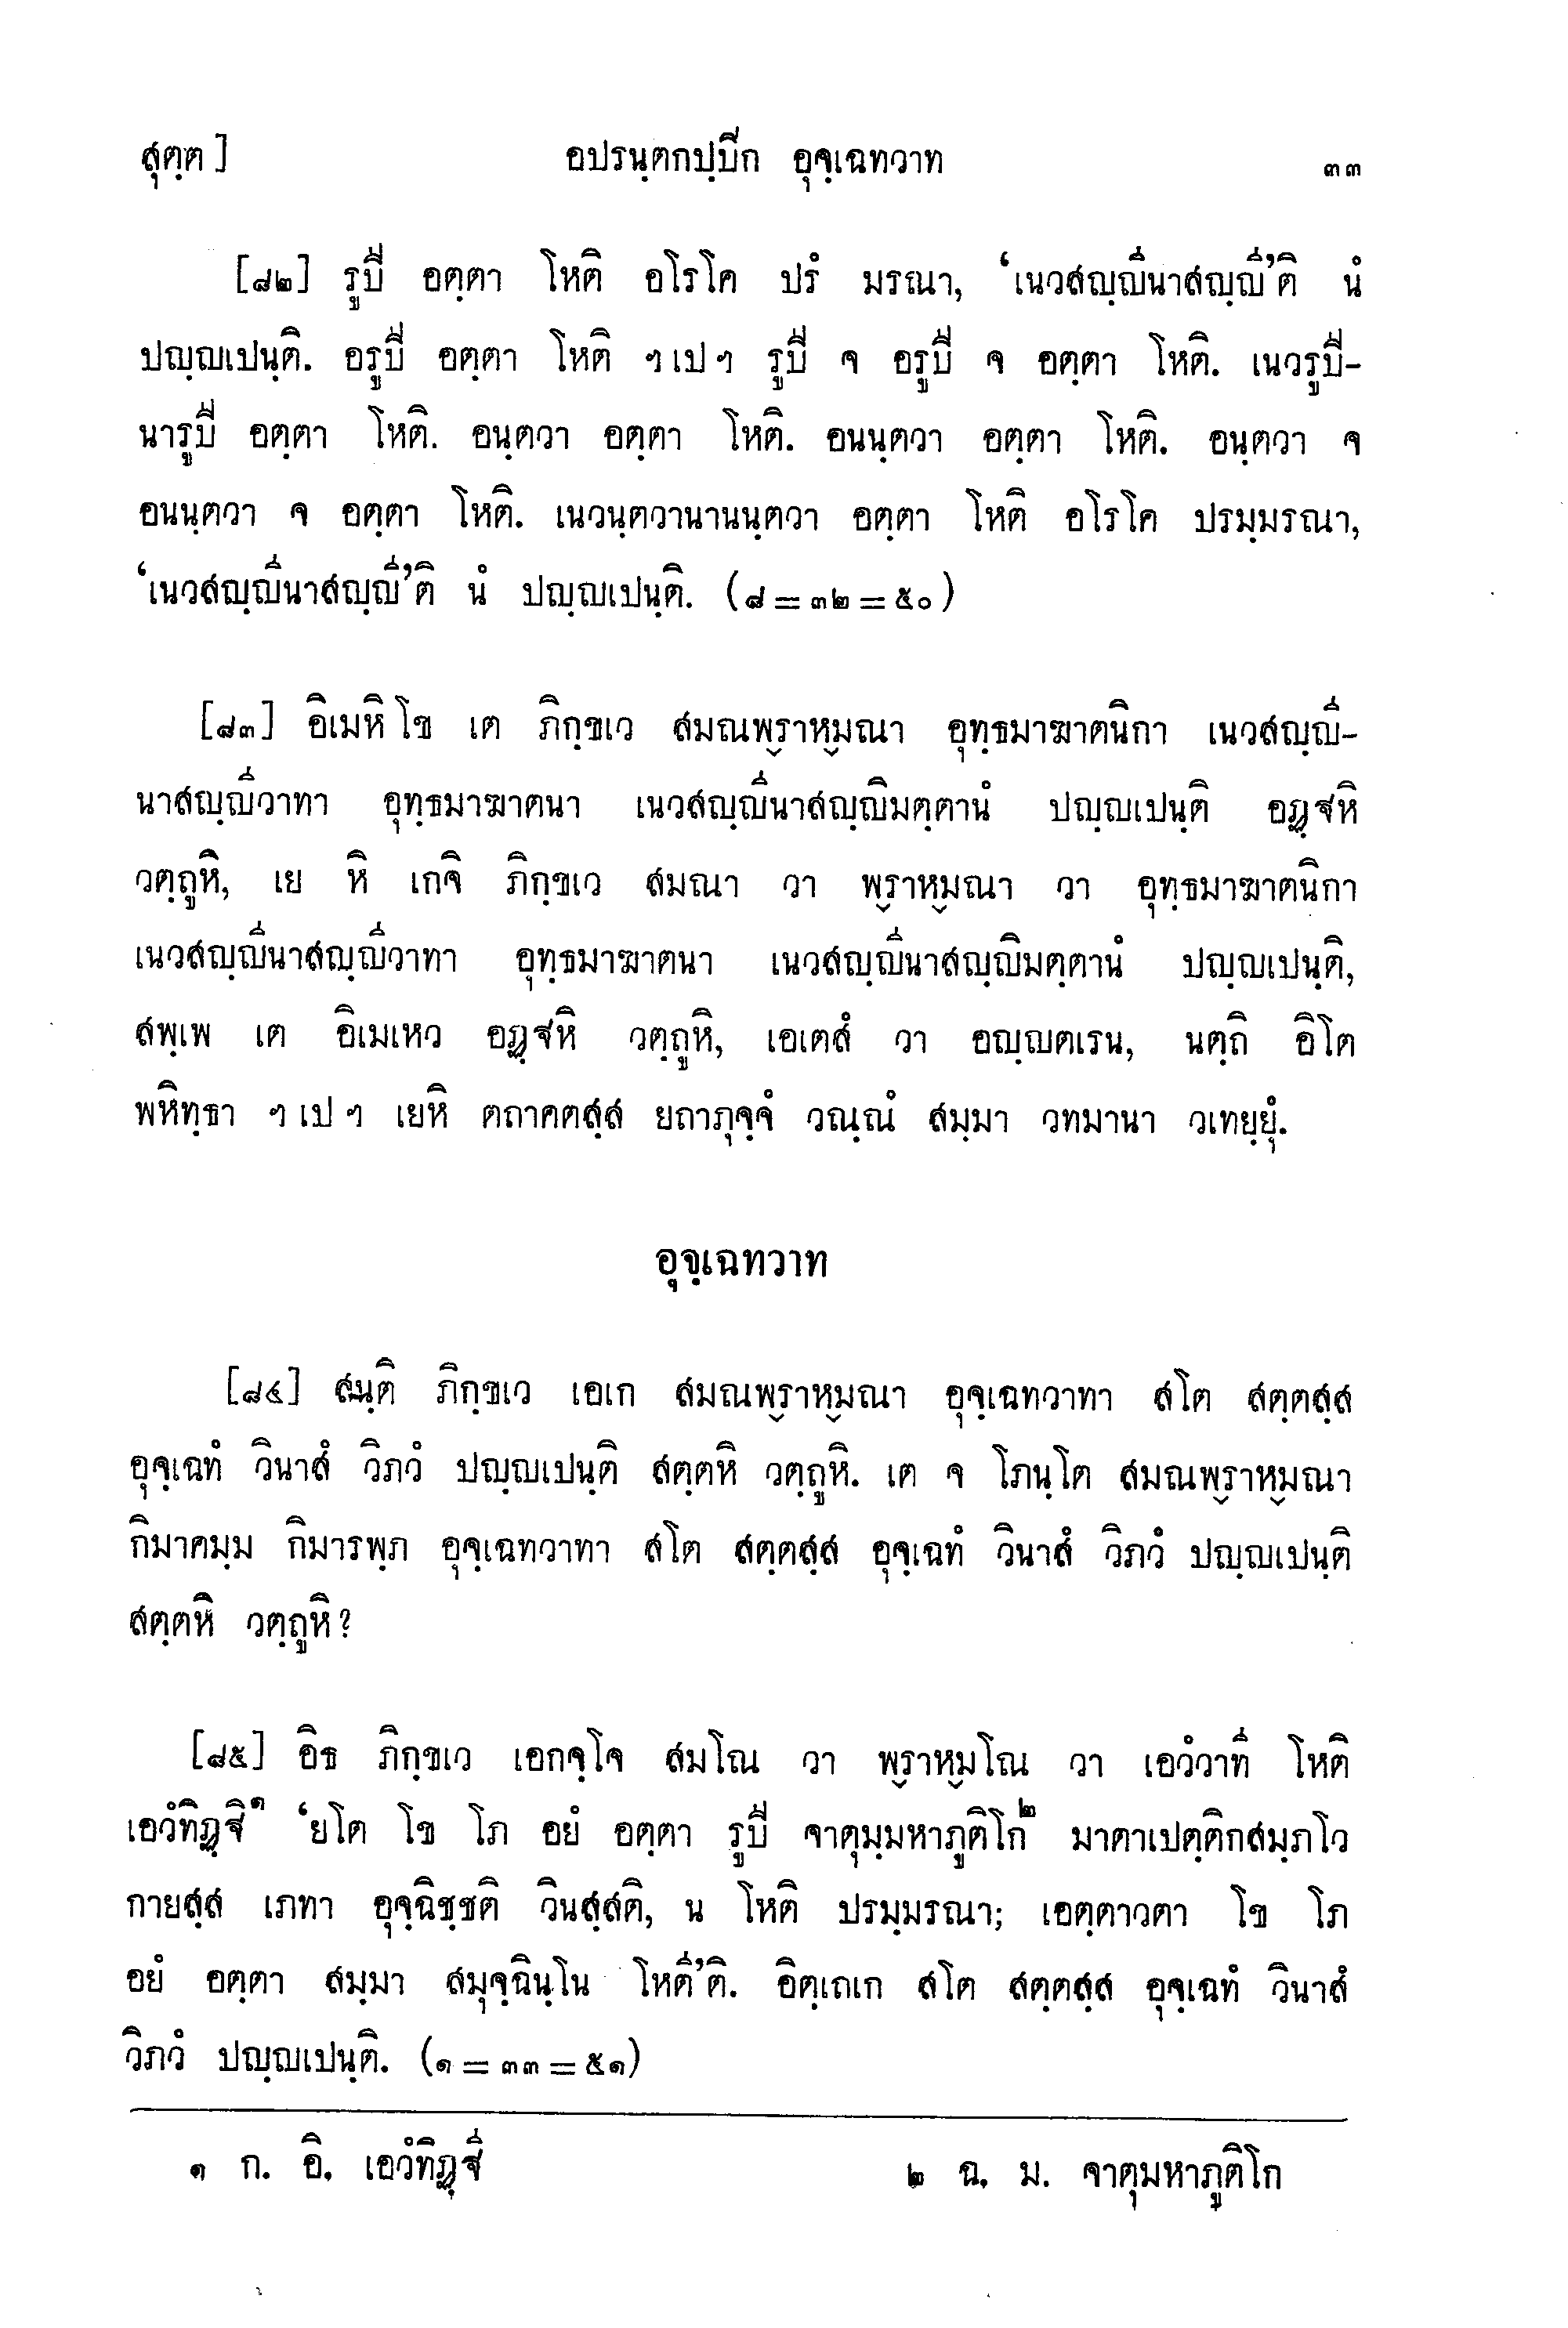 สุตฺต]   อปรนฺตกปฺปีก อุจฺเฉทวาท   ๓๓
[๘๒] รูปี อตฺตา โหติ อโรโค ปรํ มรณา, ‘เนวสญฺญีนาสญฺญี’ติ นํ
ปญฺญเปนฺติ. อรูปี อตฺตา โหติ ฯเปฯ รูปี จ อรูปี จ อตฺตา โหติ. เนวรูปี-
นารูปี อตฺตา โหติ. อนฺตวา อตฺตา โหติ. อนนฺตวา อตฺตา โหติ. อนฺตวา จ
อนนฺตวา จ อตฺตา โหติ. เนวนฺตวานานนฺตวา อตฺตา โหติ อโรโค ปรมฺมรณา,
‘เนวสญฺญีนาสญฺญี’ติ นํ ปญฺญเปนฺติ. (๘=๓๒=๕๐)
[๘๓] อิเมหิ โข เต ภิกฺขเว สมณพฺราหฺมณา อุทฺธมาฆาตนิกา เนวสญฺญี-
นาสญฺญีวาทา อุทฺธมาฆาตนา เนวสญฺญีนาสญฺญิมตฺตานํ ปญฺญเปนฺติ อฏฺฐหิ
วตฺถูหิ, เย หิ เกจิ ภิกฺขเว สมณา วา พฺราหฺมณา วา อุทฺธมาฆาตนิกา
เนวสญฺญีนาสญฺญีวาทา อุทฺธมาฆาตนา เนวสญฺญีนาสญฺญิมตฺตานํ ปญฺญเปนฺติ,
สพฺเพ เต อิเมเหว อฏฺฐหิ วตฺถูหิ, เอเตสํ วา อญฺญตเรน, นตฺถิ อิโต
พหิทฺธา ฯเปฯ เยหิ ตถาคตสฺส ยถาภุจฺจํ วณฺณํ สมฺมา วทมานา วเทยฺยุํ.
อุจฺเฉทวาท
[๘๔] สนฺติ ภิกฺขเว เอเก สมณพฺราหฺมณา อุจฺเฉทวาทา สโต สตฺตสฺส
อุจฺเฉทํ วินาสํ วิภวํ ปญฺญเปนฺติ สตฺตหิ วตฺถูหิ. เต จ โภนฺโต สมณพฺราหฺมณา
กิมาคมฺม กิมารพฺภ อุจฺเฉทวาทา สโต สตฺตสฺส อุจฺเฉทํ วินาสํ วิภวํ ปญฺญเปนฺติ
สตฺตหิ วตฺถูหิ?
[๘๕] อิธ ภิกฺขเว เอกจฺโจ สมโณ วา พฺราหฺมโณ วา เอวํวาที โหติ
เอวํทิฏฺฐิ๑ ‘ยโต โข โภ อยํ อตฺตา รูปี จาตุมฺมหาภูติโก๒ มาตาเปตฺติกสมฺภโว
กายสฺส เภทา อุจฺฉิชฺชติ วินสฺสติ, น โหติ ปรมฺมรณา; เอตฺตาวตา โข โภ
อยํ อตฺตา สมฺมา สมุจฺฉินฺโน โหตี’ติ. อิตฺเถเก สโต สตฺตสฺส อุจฺเฉทํ วินาสํ
วิภวํ ปญฺญเปนฺติ. (๑=๓๓=๕๑)
๑ ก. อิ. เอวํทิฏฺฐี   ๒ ฉ. ม. จาตุมหาภูติโก